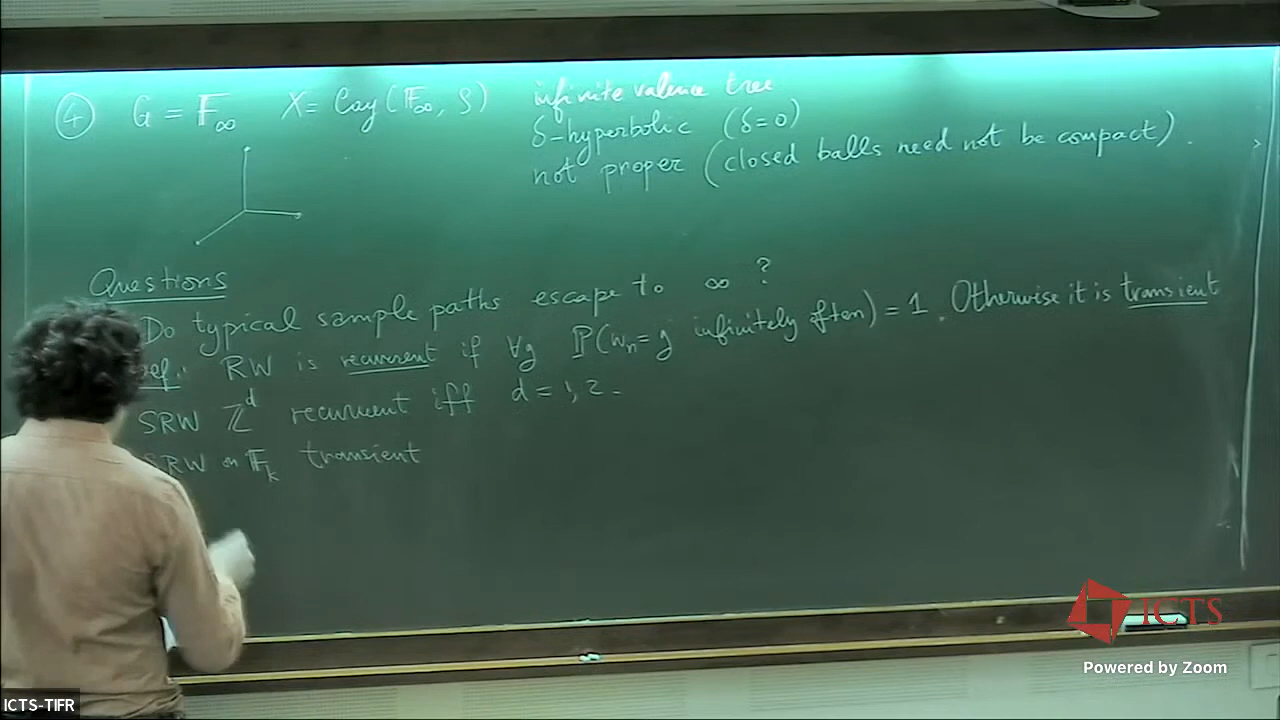 ④ G = 𝔽∞ X = Cay(𝔽∞, S) infinite valence tree
δ-hyperbolic (δ=0)
not proper (closed balls need not be compact).
Questions
Do typical sample paths escape to ∞ ?
Def.: RW is recurrent if ∀g ℙ(wn = g infinitely often) = 1. Otherwise it is transient
SRW ℤ^d recurrent iff d = 1, 2.
SRW on 𝔽k transient
ICTS
Powered by Zoom
ICTS-TIFR